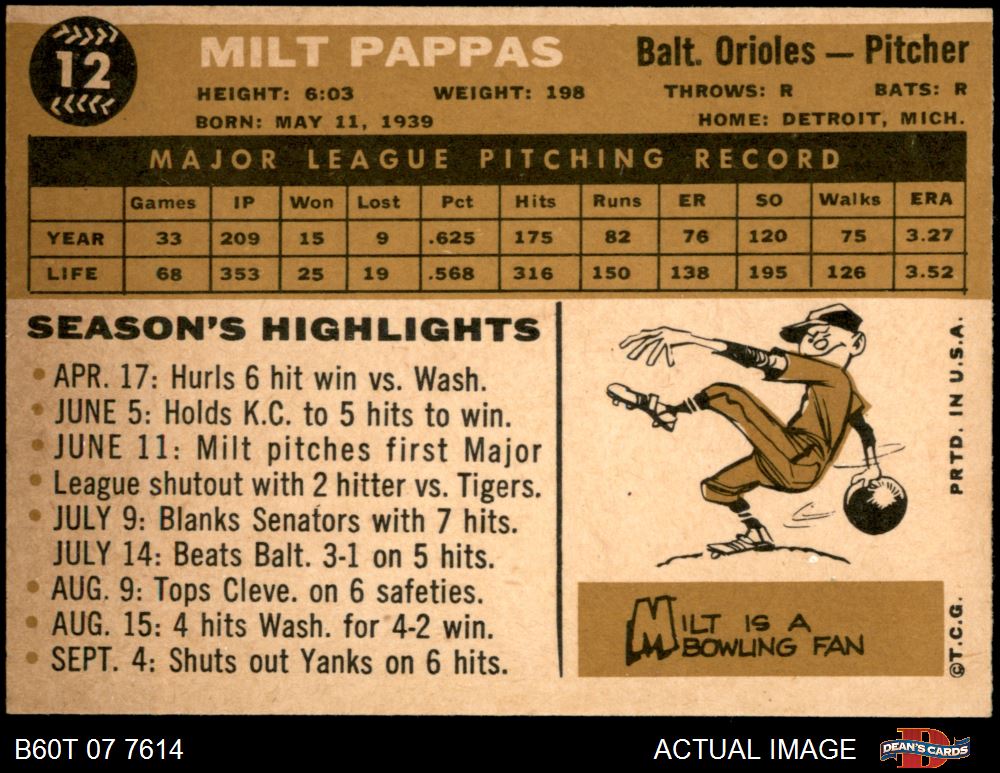 12
MILT PAPPAS
Balt. Orioles — Pitcher
HEIGHT: 6:03 WEIGHT: 198 THROWS: R BATS: R
BORN: MAY 11, 1939 HOME: DETROIT, MICH.
MAJOR LEAGUE PITCHING RECORD
Games IP Won Lost Pct Hits Runs ER SO Walks ERA
YEAR 33 209 15 9 .625 175 82 76 120 75 3.27
LIFE 68 353 25 19 .568 316 150 138 195 126 3.52
SEASON'S HIGHLIGHTS
• APR. 17: Hurls 6 hit win vs. Wash.
• JUNE 5: Holds K.C. to 5 hits to win.
• JUNE 11: Milt pitches first Major
• League shutout with 2 hitter vs. Tigers.
• JULY 9: Blanks Senators with 7 hits.
JULY 14: Beats Balt. 3-1 on 5 hits.
• AUG. 9: Tops Cleve. on 6 safeties.
• AUG. 15: 4 hits Wash. for 4-2 win.
• SEPT. 4: Shuts out Yanks on 6 hits.
MILT IS A
BOWLING FAN
PRTD. IN U.S.A.
©T.C.G.
B60T 07 7614
ACTUAL IMAGE
DEAN'S CARDS